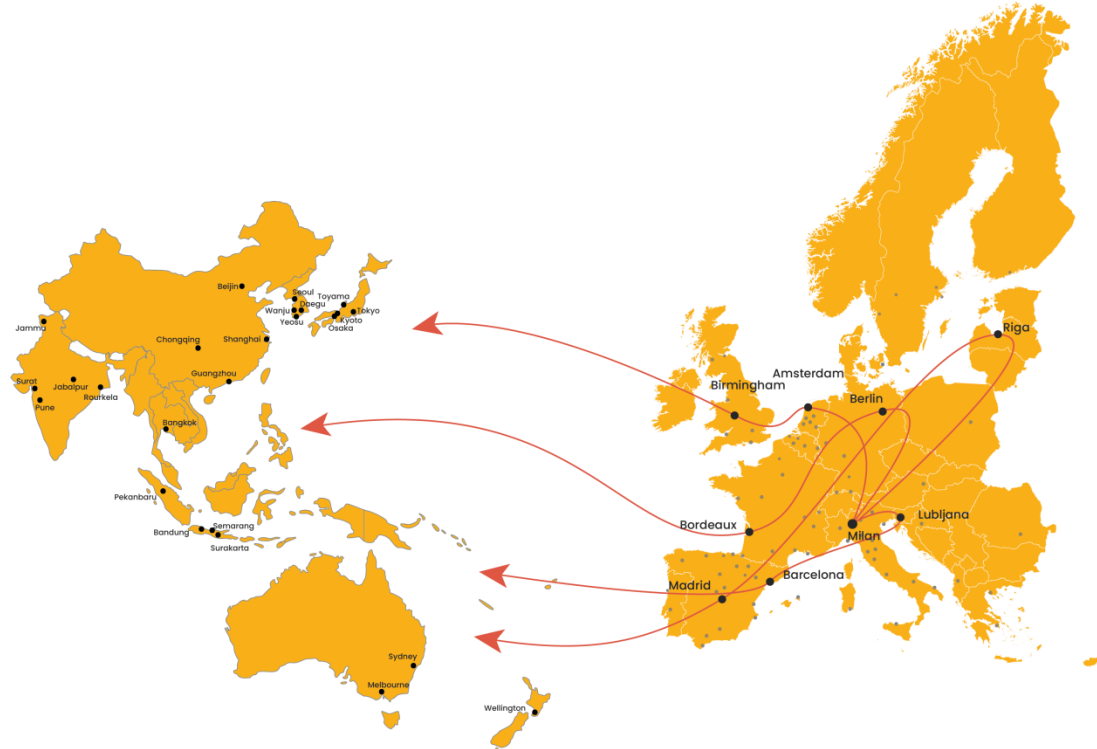 Beijin
Seoul
Toyama
Wanju
Daegu
Tokyo
Yeosu
Kyoto
Osaka
Jammu
Chongqing
Shanghai
Guangzhou
Surat
Jabalpur
Rourkela
Pune
Bangkok
Pekanbaru
Bandung
Semarang
Surakarta
Sydney
Melbourne
Wellington
Riga
Amsterdam
Birmingham
Berlin
Bordeaux
Lubljana
Milan
Madrid
Barcelona